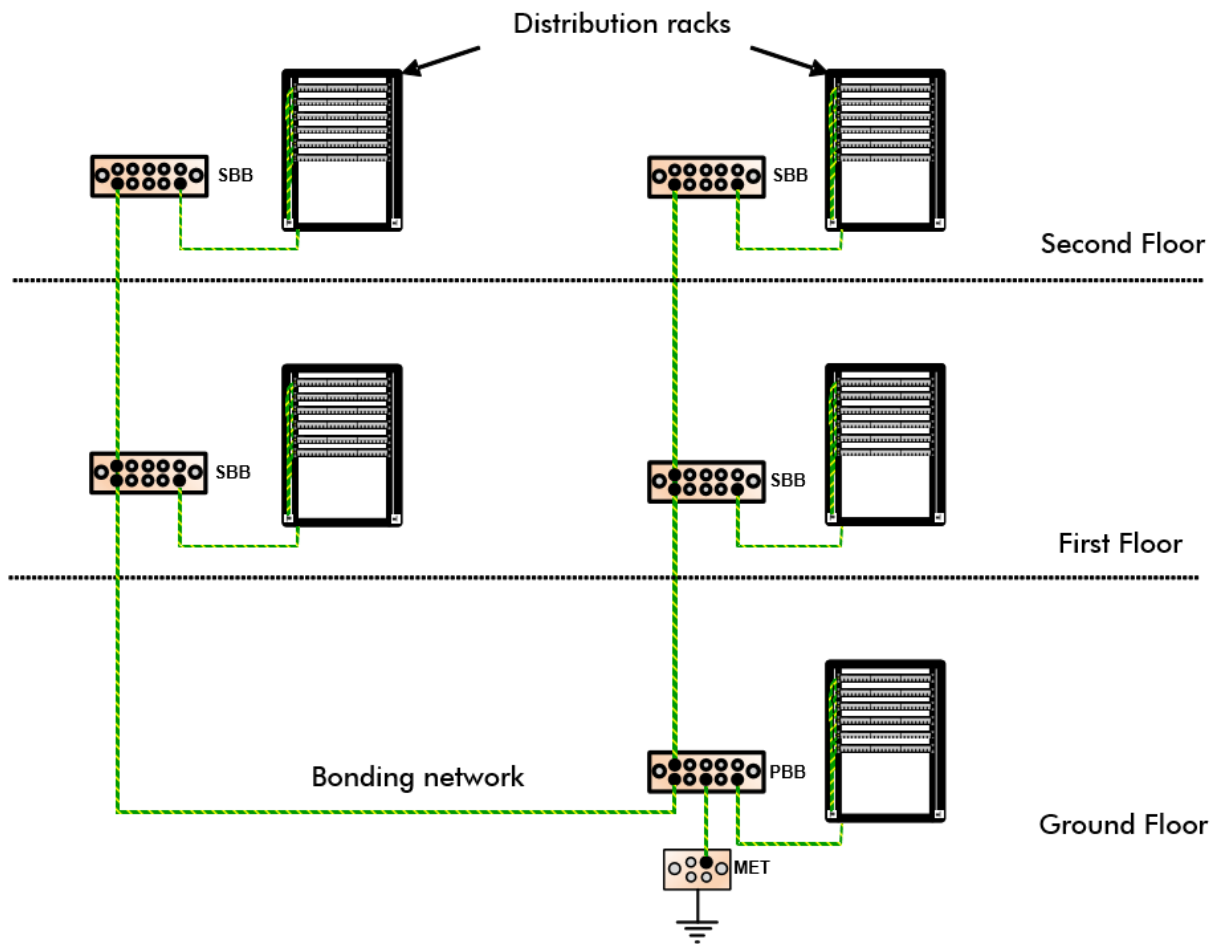 Distribution racks
SBB
SBB
Second Floor
SBB
SBB
First Floor
Bonding network
PBB
Ground Floor
MET